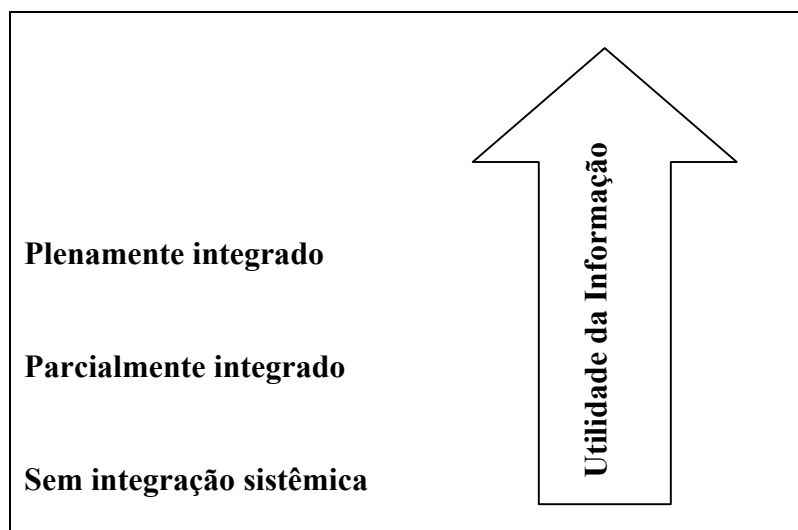 Plenamente integrado
Parcialmente integrado
Sem integração sistêmica
Utilidade da Informação